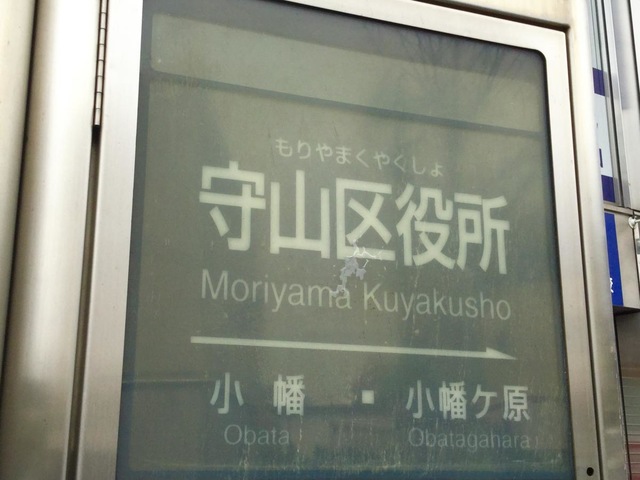 もりやまくやくしょ
守山区役所
Moriyama Kuyakusho
小幡 ▪ 小幡ケ原
Obata Obatagahara